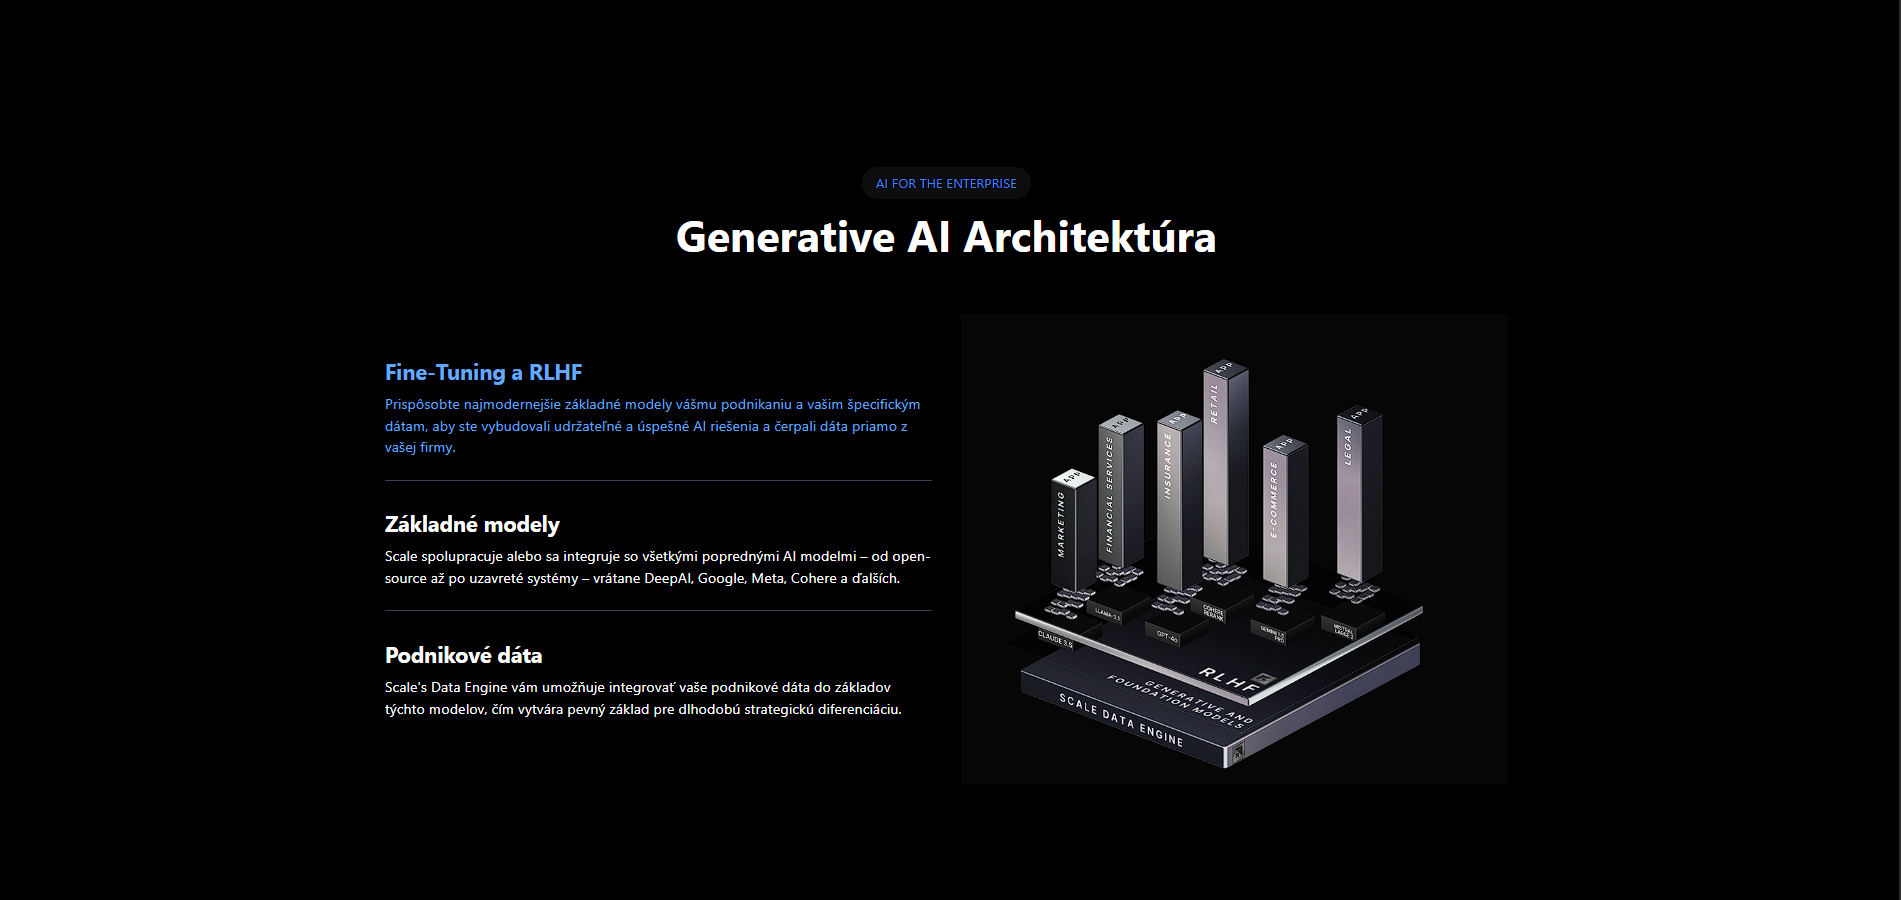 AI FOR THE ENTERPRISE
Generative AI Architektúra
Fine-Tuning a RLHF
Prispôsobte najmodernejšie základné modely vášmu podnikaniu a vašim špecifickým
dátam, aby ste vybudovali udržateľné a úspešné AI riešenia a čerpali dáta priamo z
vašej firmy.
Základné modely
Scale spolupracuje alebo sa integruje so všetkými poprednými AI modelmi – od open-
source až po uzavreté systémy – vrátane DeepAI, Google, Meta, Cohere a ďalších.
Podnikové dáta
Scale's Data Engine vám umožňuje integrovať vaše podnikové dáta do základov
týchto modelov, čím vytvára pevný základ pre dlhodobú strategickú diferenciáciu.
APP
MARKETING
APP
FINANCIAL SERVICES
APP
INSURANCE
APP
RETAIL
APP
E-COMMERCE
APP
LEGAL
CLAUDE 3.5
LLAMA-3.1
GPT-4o
COHERE
RERANK
GEMINI 1.5
PRO
MISTRAL
LARGE 2
RLHF
GENERATIVE AND
FOUNDATION MODELS
SCALE DATA ENGINE